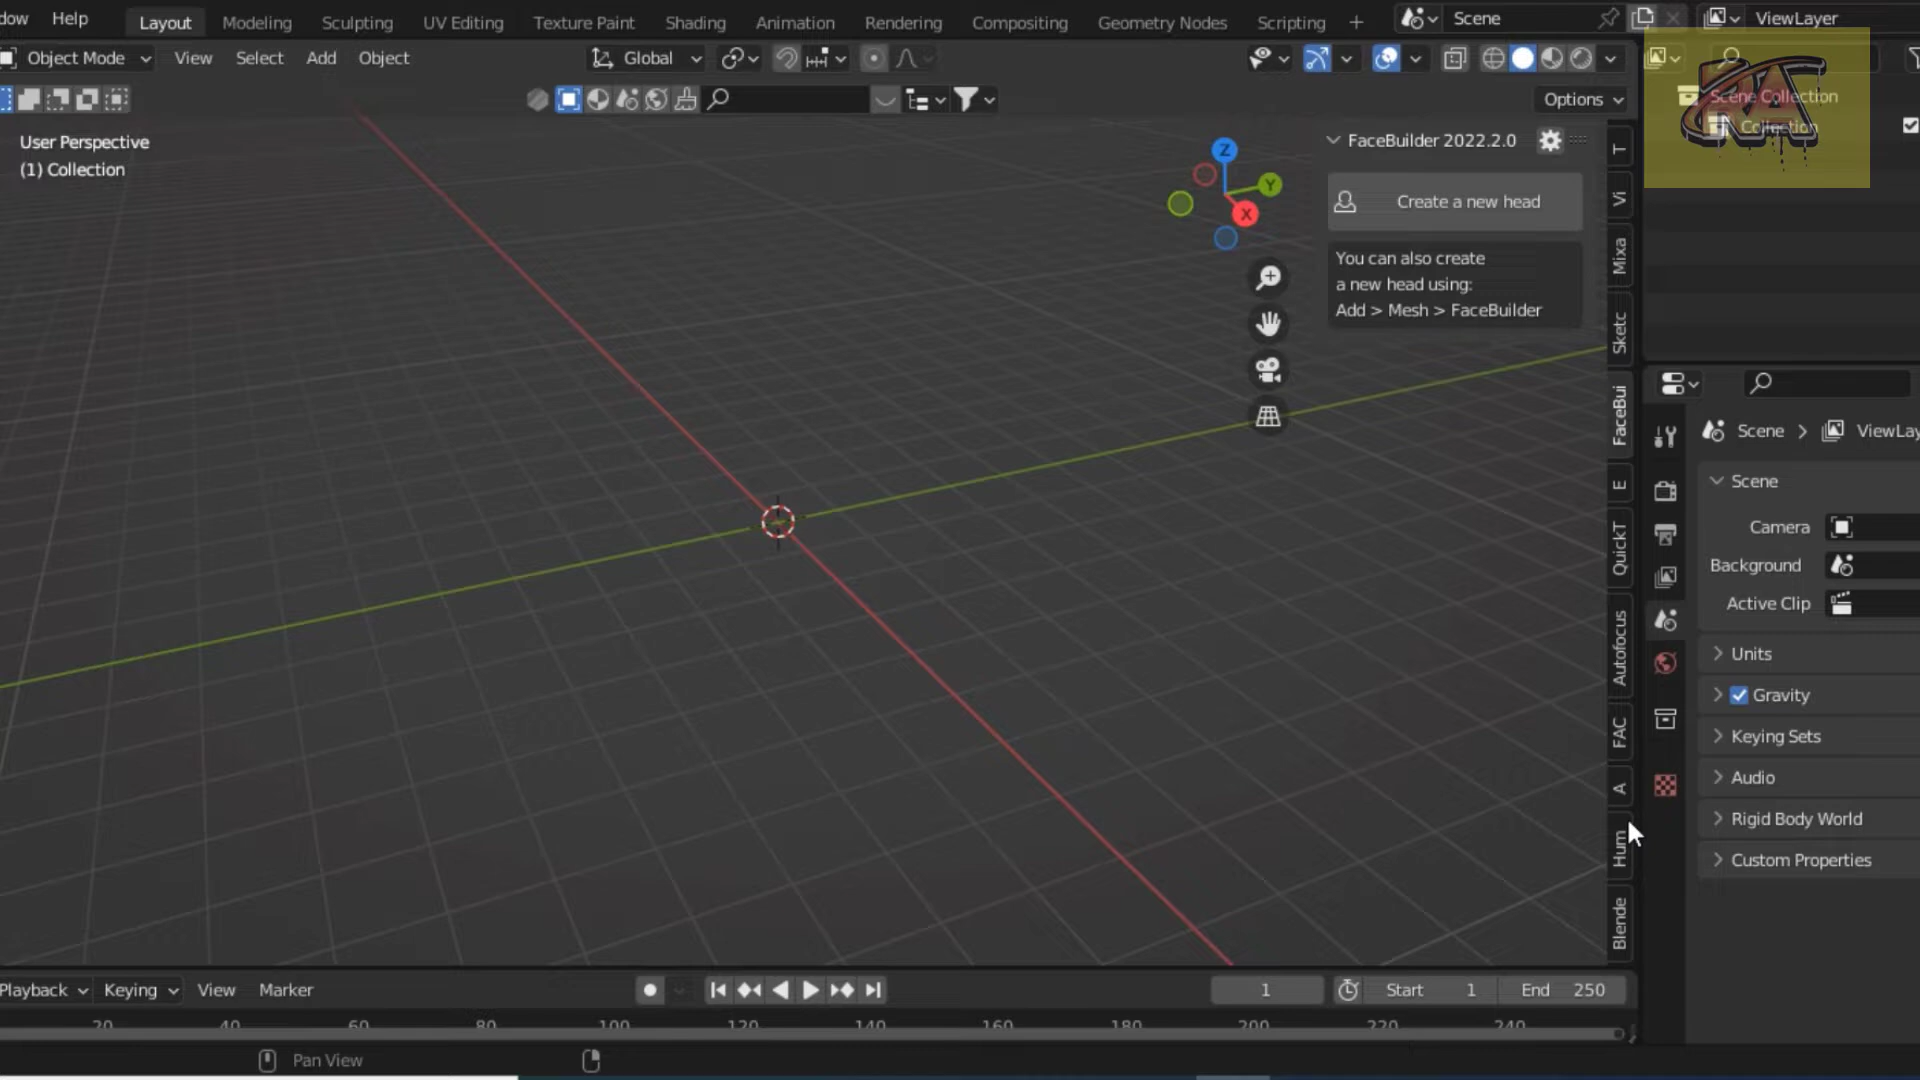 dow Help Layout Modeling Sculpting UV Editing Texture Paint Shading Animation Rendering Compositing Geometry Nodes Scripting + Scene ViewLayer
Object Mode View Select Add Object Global
Options
User Perspective
(1) Collection
FaceBuilder 2022.2.0
Create a new head
You can also create
a new head using:
Add > Mesh > FaceBuilder
Z
Y
X
T
Vi
Mixa
Sketc
FaceBui
E
QuickT
Autofocus
FAC
A
Hum
Blende
RA
Scene Collection
Collection
Scene > ViewLay
Scene
Camera
Background
Active Clip
Units
Gravity
Keying Sets
Audio
Rigid Body World
Custom Properties
Playback Keying View Marker 1 Start 1 End 250
20 40 60 80 100 120 140 160 180 200 220 240
Pan View